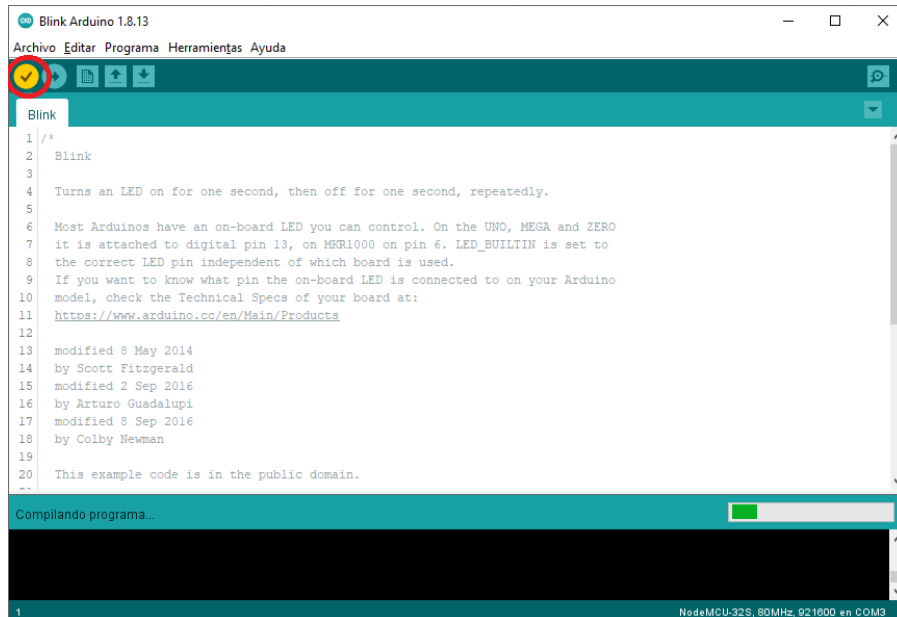 Blink Arduino 1.8.13
Archivo Editar Programa Herramientas Ayuda
Blink
1 /*
2 Blink
3
4 Turns an LED on for one second, then off for one second, repeatedly.
5
6 Most Arduinos have an on-board LED you can control. On the UNO, MEGA and ZERO
7 it is attached to digital pin 13, on MKR1000 on pin 6. LED_BUILTIN is set to
8 the correct LED pin independent of which board is used.
9 If you want to know what pin the on-board LED is connected to on your Arduino
10 model, check the Technical Specs of your board at:
11 https://www.arduino.cc/en/Main/Products
12
13 modified 8 May 2014
14 by Scott Fitzgerald
15 modified 2 Sep 2016
16 by Arturo Guadalupi
17 modified 8 Sep 2016
18 by Colby Newman
19
20 This example code is in the public domain.
Compilando programa...
1 NodeMCU-32S, 80MHz, 921600 en COM3